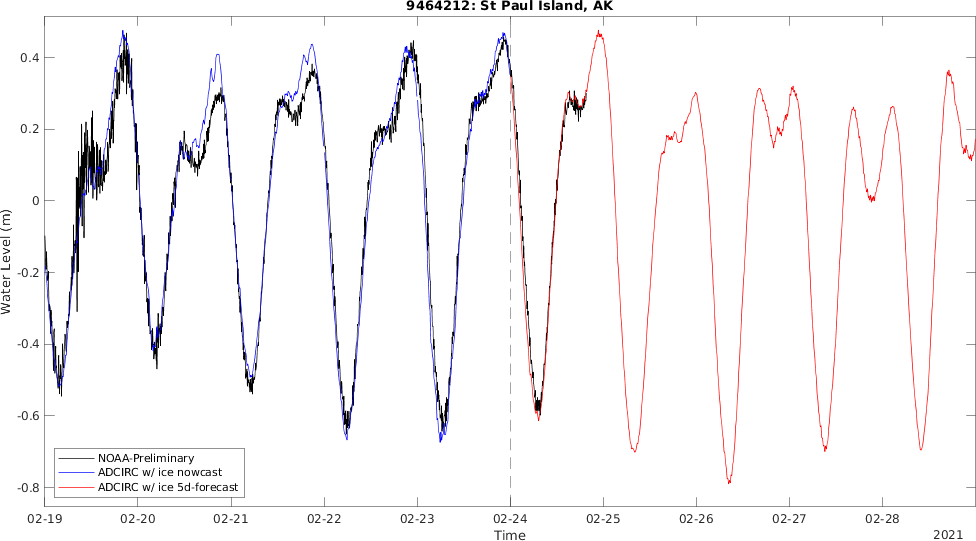 9464212: St Paul Island, AK
0.4
0.2
0
-0.2
-0.4
-0.6
-0.8
Water Level (m)
NOAA-Preliminary
ADCIRC w/ ice nowcast
ADCIRC w/ ice 5d-forecast
02-19 02-20 02-21 02-22 02-23 02-24 02-25 02-26 02-27 02-28
Time
2021